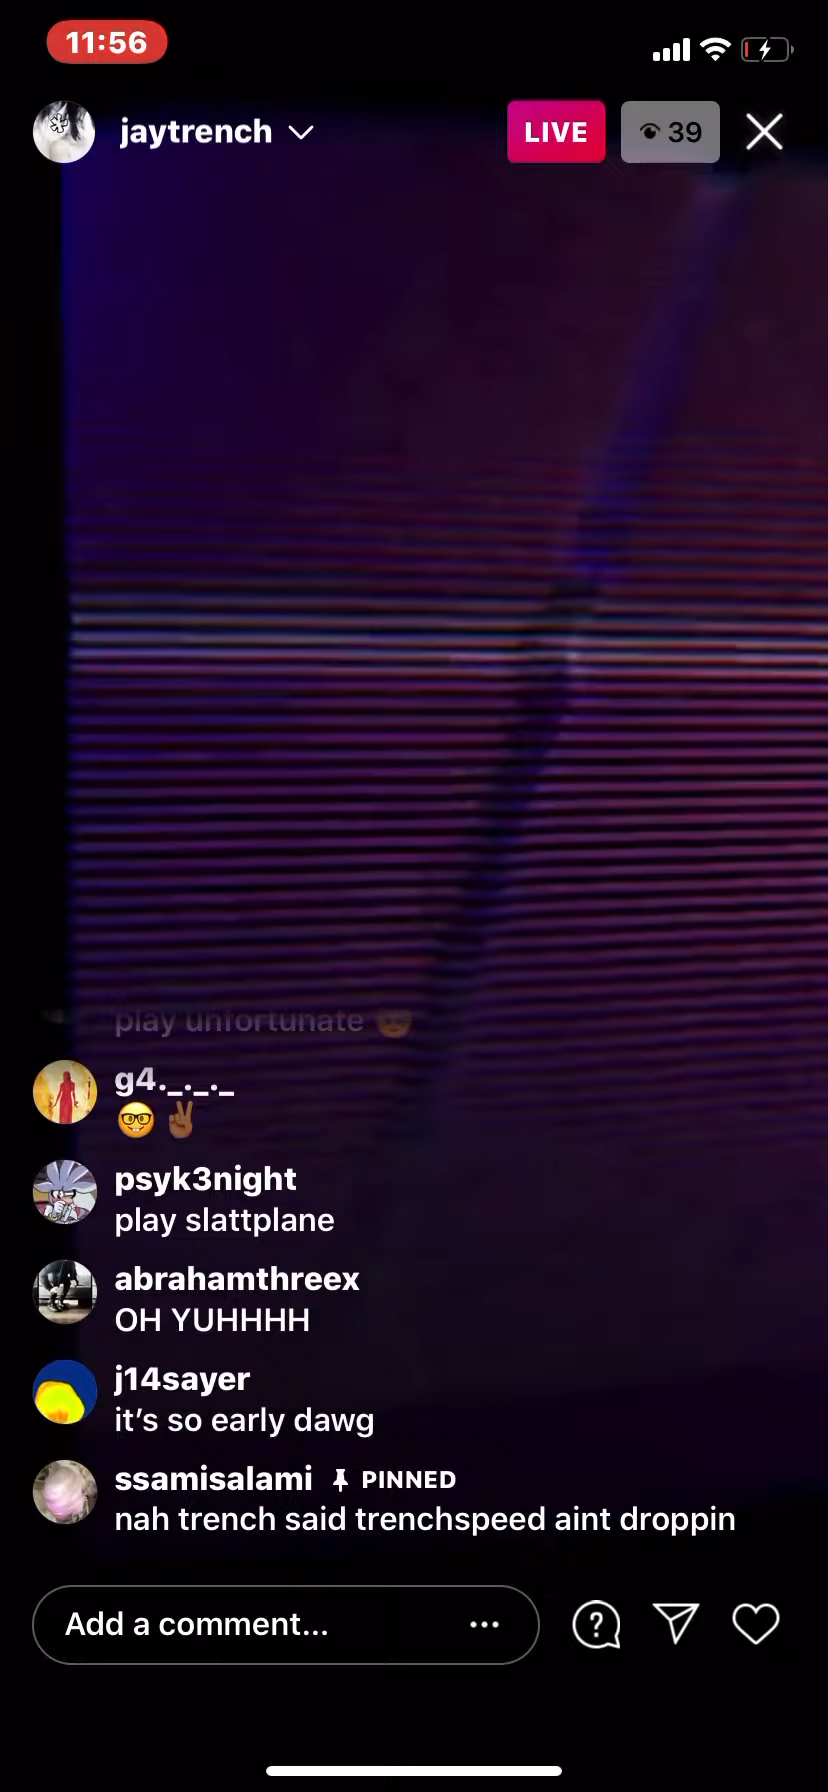 11:56
jaytrench
LIVE
39
play unfortunate
g4._._._
psyk3night
play slattplane
abrahamthreex
OH YUHHHH
j14sayer
it’s so early dawg
ssamisalami PINNED
nah trench said trenchspeed aint droppin
Add a comment...